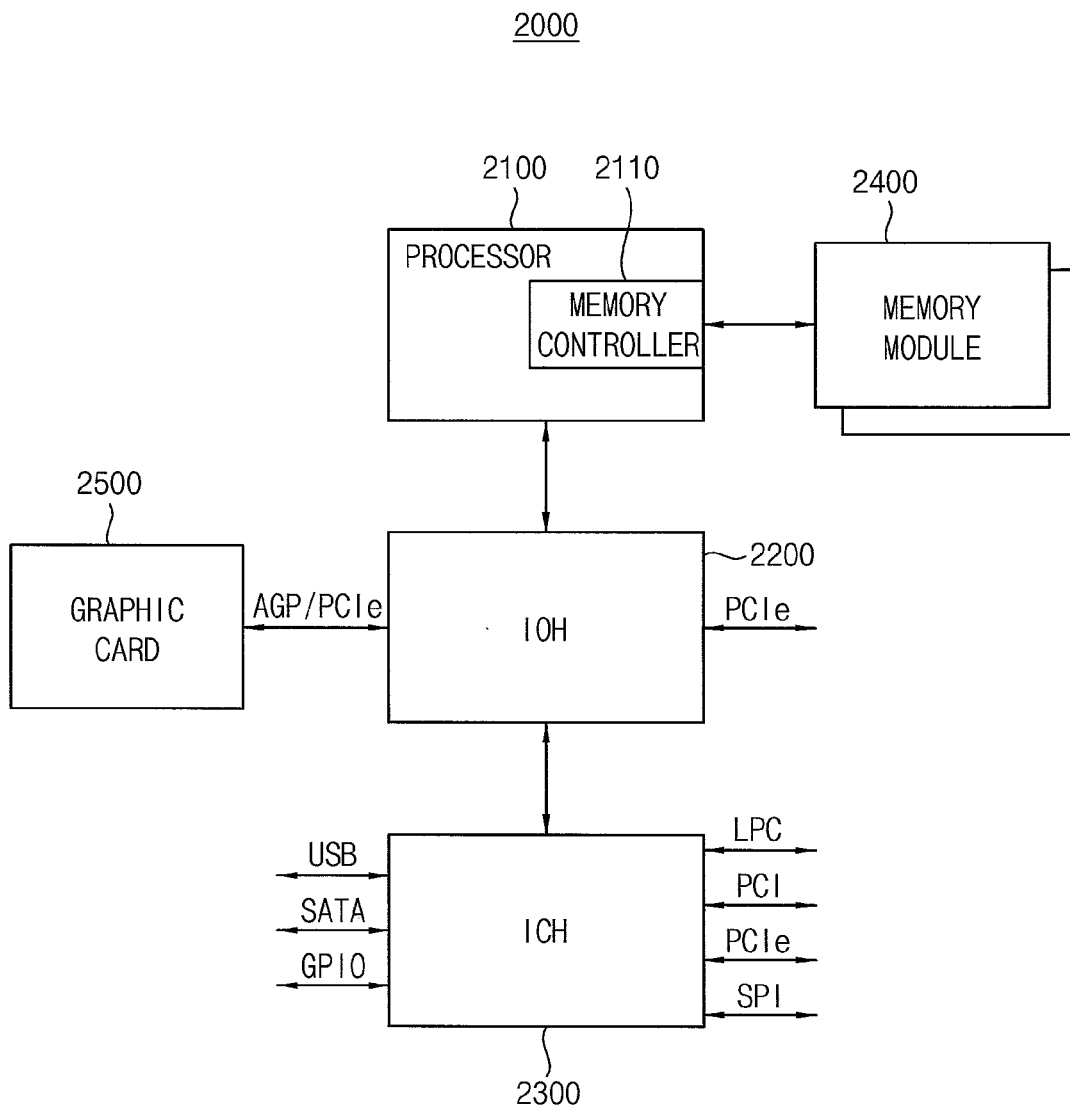 2000
2100
2110
2400
PROCESSOR
MEMORY
CONTROLLER
MEMORY
MODULE
2500
2200
GRAPHIC
CARD
AGP/PCIe
IOH
PCIe
USB
SATA
GPIO
ICH
LPC
PCI
PCIe
SPI
2300